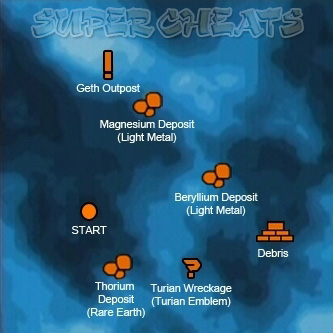 SUPER CHEATS
Geth Outpost
Magnesium Deposit
(Light Metal)
Beryllium Deposit
(Light Metal)
START
Debris
Thorium
Deposit
(Rare Earth)
Turian Wreckage
(Turian Emblem)